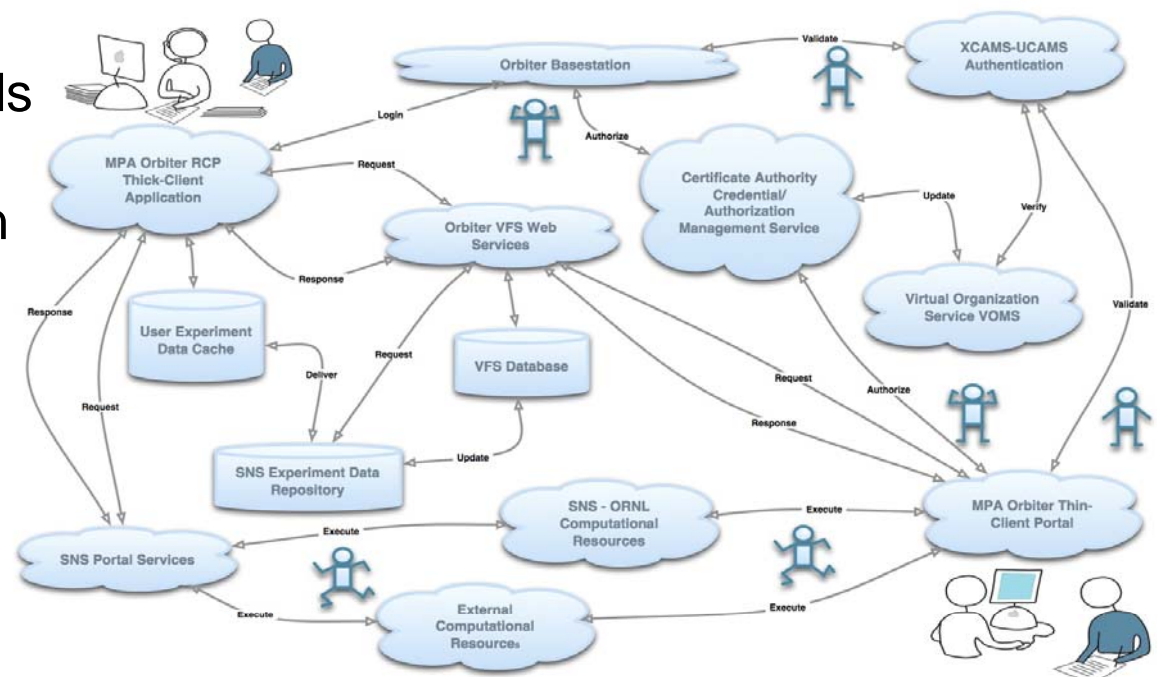 ls
n
Validate
XCAMS-UCAMS
Authentication
Orbiter Basestation
Login
Authorize
MPA Orbiter RCP
Thick-Client
Application
Request
Certificate Authority
Credential/
Authorization
Management Service
Update
Verify
Orbiter VFS Web
Services
Response
Virtual Organization
Service VOMS
Validate
Response
User Experiment
Data Cache
Request
VFS Database
Deliver
Request
Authorize
Request
Response
Update
SNS Experiment Data
Repository
SNS - ORNL
Computational
Resources
MPA Orbiter Thin-
Client Portal
Execute
Execute
SNS Portal Services
Execute
External
Computational
Resources
Execute